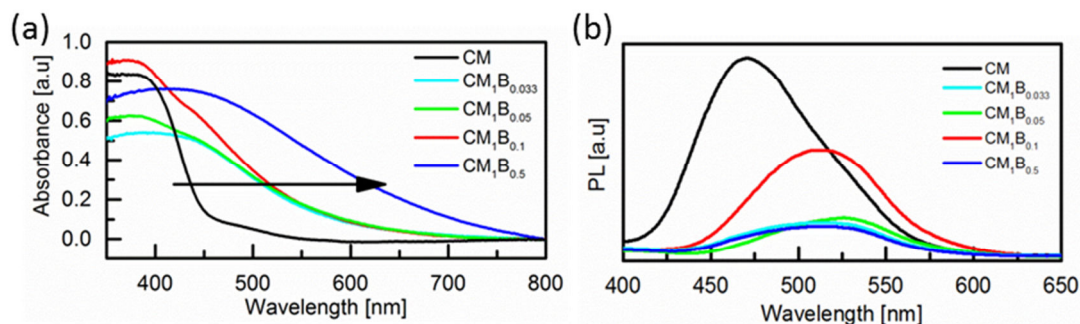 (a)
1.0
0.8
0.6
0.4
0.2
0.0
Absorbance [a.u]
CM
CM₁B₀.₀₃₃
CM₁B₀.₀₅
CM₁B₀.₁
CM₁B₀.₅
400 500 600 700 800
Wavelength [nm]
(b)
PL [a.u]
CM
CM₁B₀.₀₃₃
CM₁B₀.₀₅
CM₁B₀.₁
CM₁B₀.₅
400 450 500 550 600 650
Wavelength [nm]